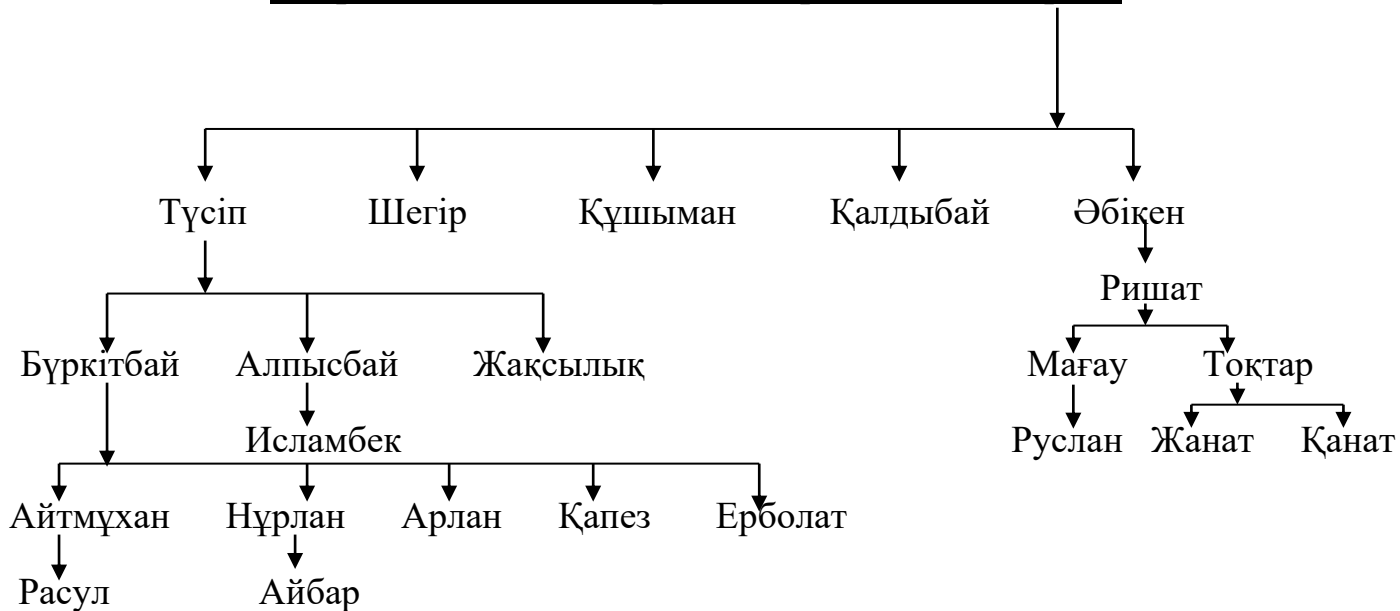 Түсіп Шегір Құшыман Қалдыбай Әбікен
Ришат
Бүркітбай Алпысбай Жақсылық Мағау Тоқтар
Исламбек Руслан Жанат Қанат
Айтмұхан Нұрлан Арлан Қапез Ерболат
Расул Айбар